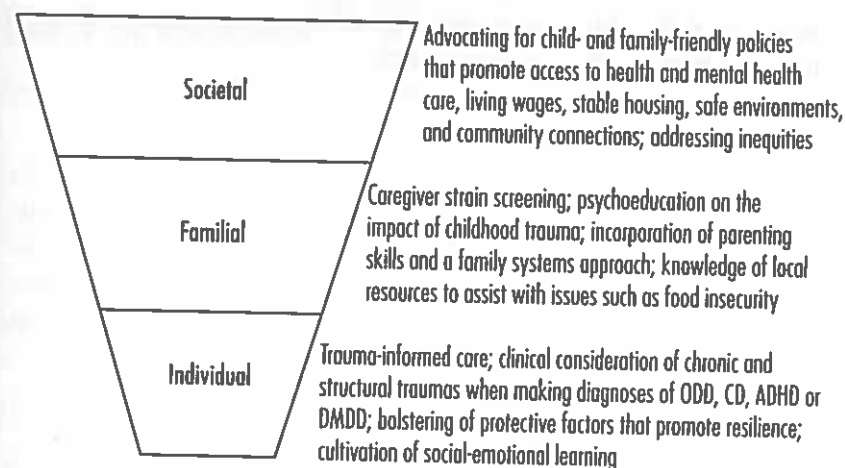 Societal
Advocating for child- and family-friendly policies
that promote access to health and mental health
care, living wages, stable housing, safe environments,
and community connections; addressing inequities
Familial
Caregiver strain screening; psychoeducation on the
impact of childhood trauma; incorporation of parenting
skills and a family systems approach; knowledge of local
resources to assist with issues such as food insecurity
Individual
Trauma-informed care; clinical consideration of chronic and
structural traumas when making diagnoses of ODD, CD, ADHD or
DMDD; bolstering of protective factors that promote resilience;
cultivation of social-emotional learning